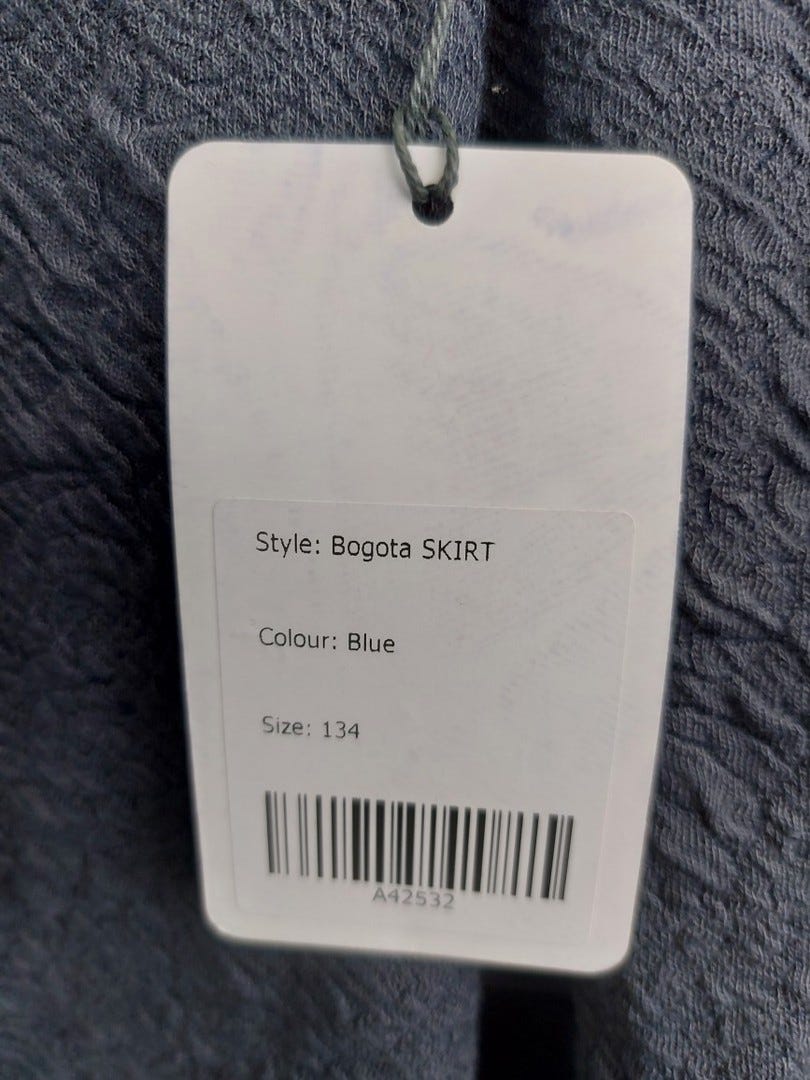 Style: Bogota SKIRT
Colour: Blue
Size: 134
A42532